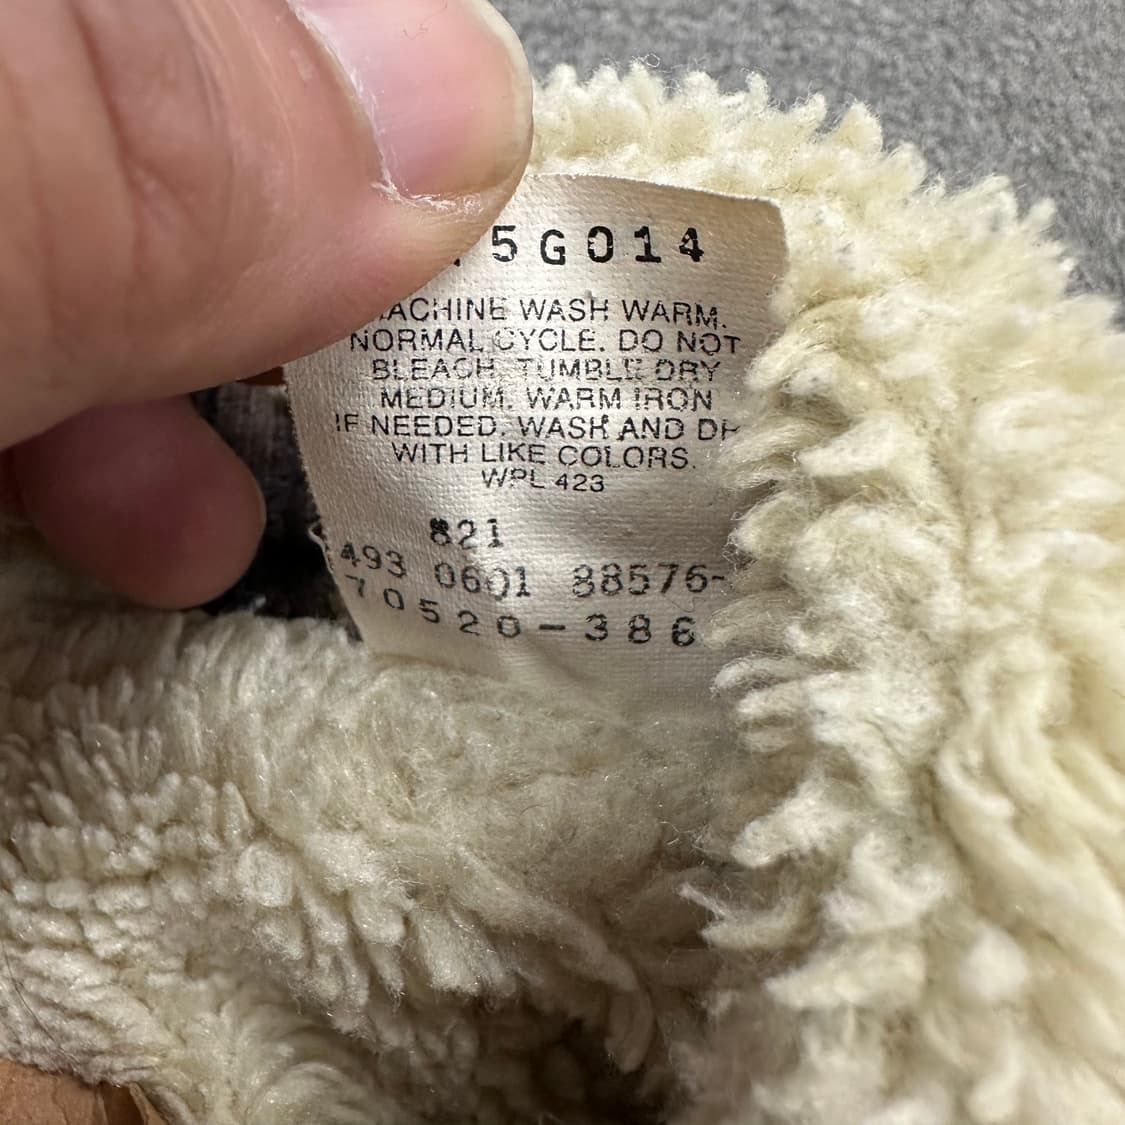 5G014
MACHINE WASH WARM.
NORMAL CYCLE. DO NOT
BLEACH. TUMBLE DRY
MEDIUM. WARM IRON
IF NEEDED. WASH AND
WITH LIKE COLORS.
WPL 423
821
493 0601 88576-
70520-386